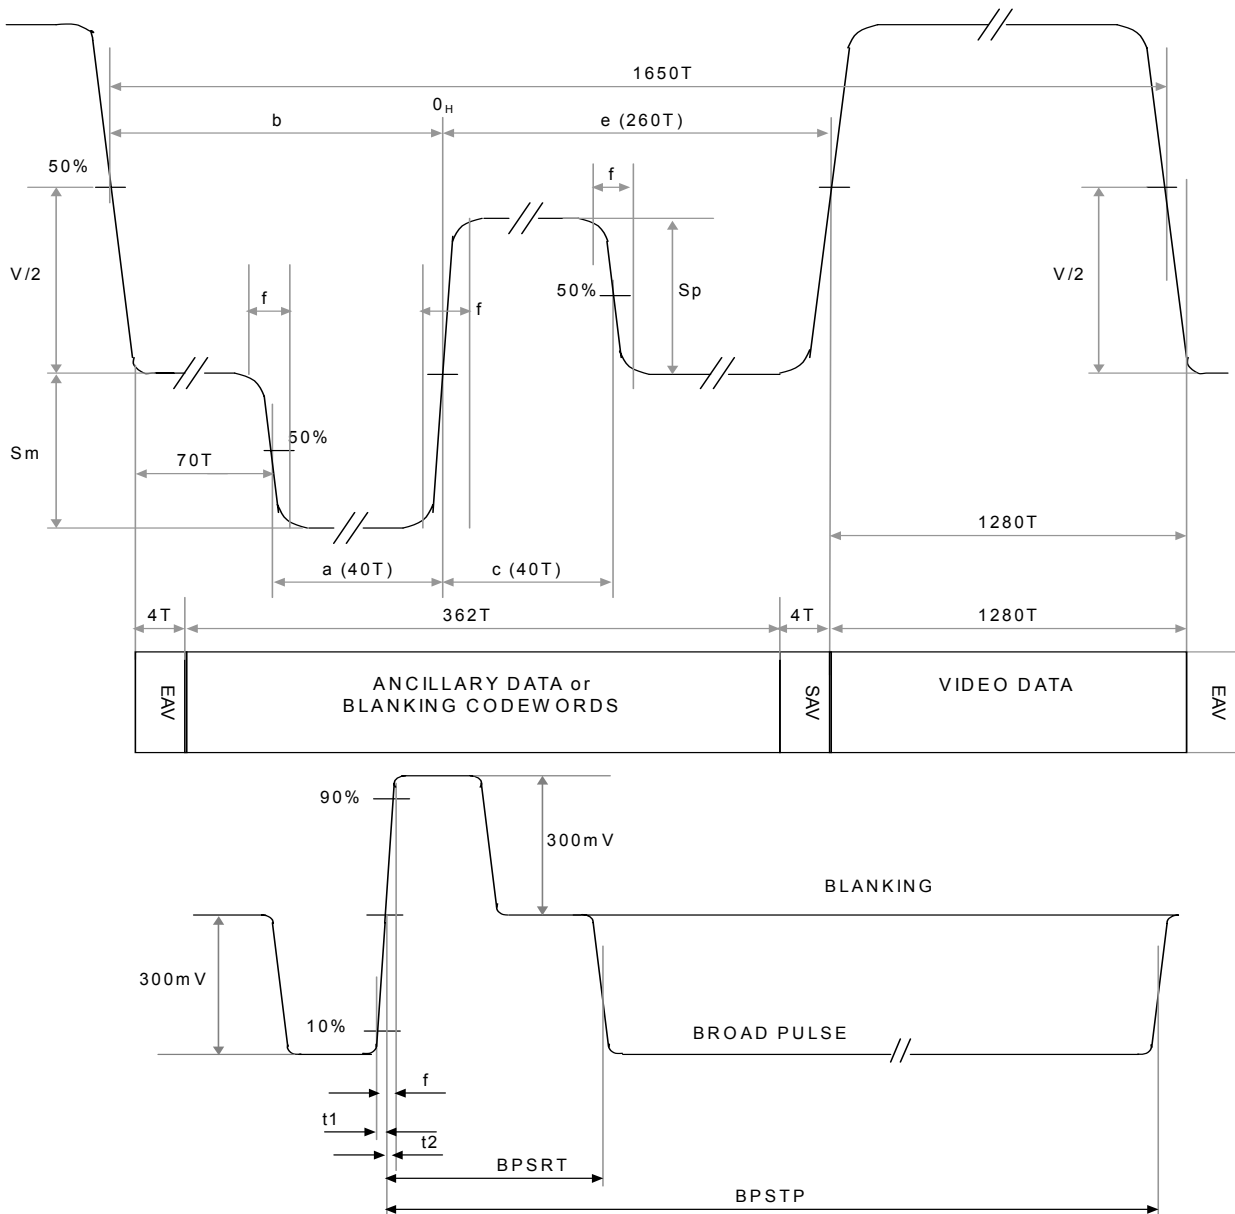 1650T
0H
b
e (260T)
50%
f
V/2
f
f
50%
Sp
V/2
50%
Sm
70T
1280T
a (40T)
c (40T)
4T
362T
4T
1280T
EAV
ANCILLARY DATA or
BLANKING CODEWORDS
SAV
VIDEO DATA
EAV
90%
300mV
BLANKING
300mV
10%
BROAD PULSE
f
t1
t2
BPSRT
BPSTP